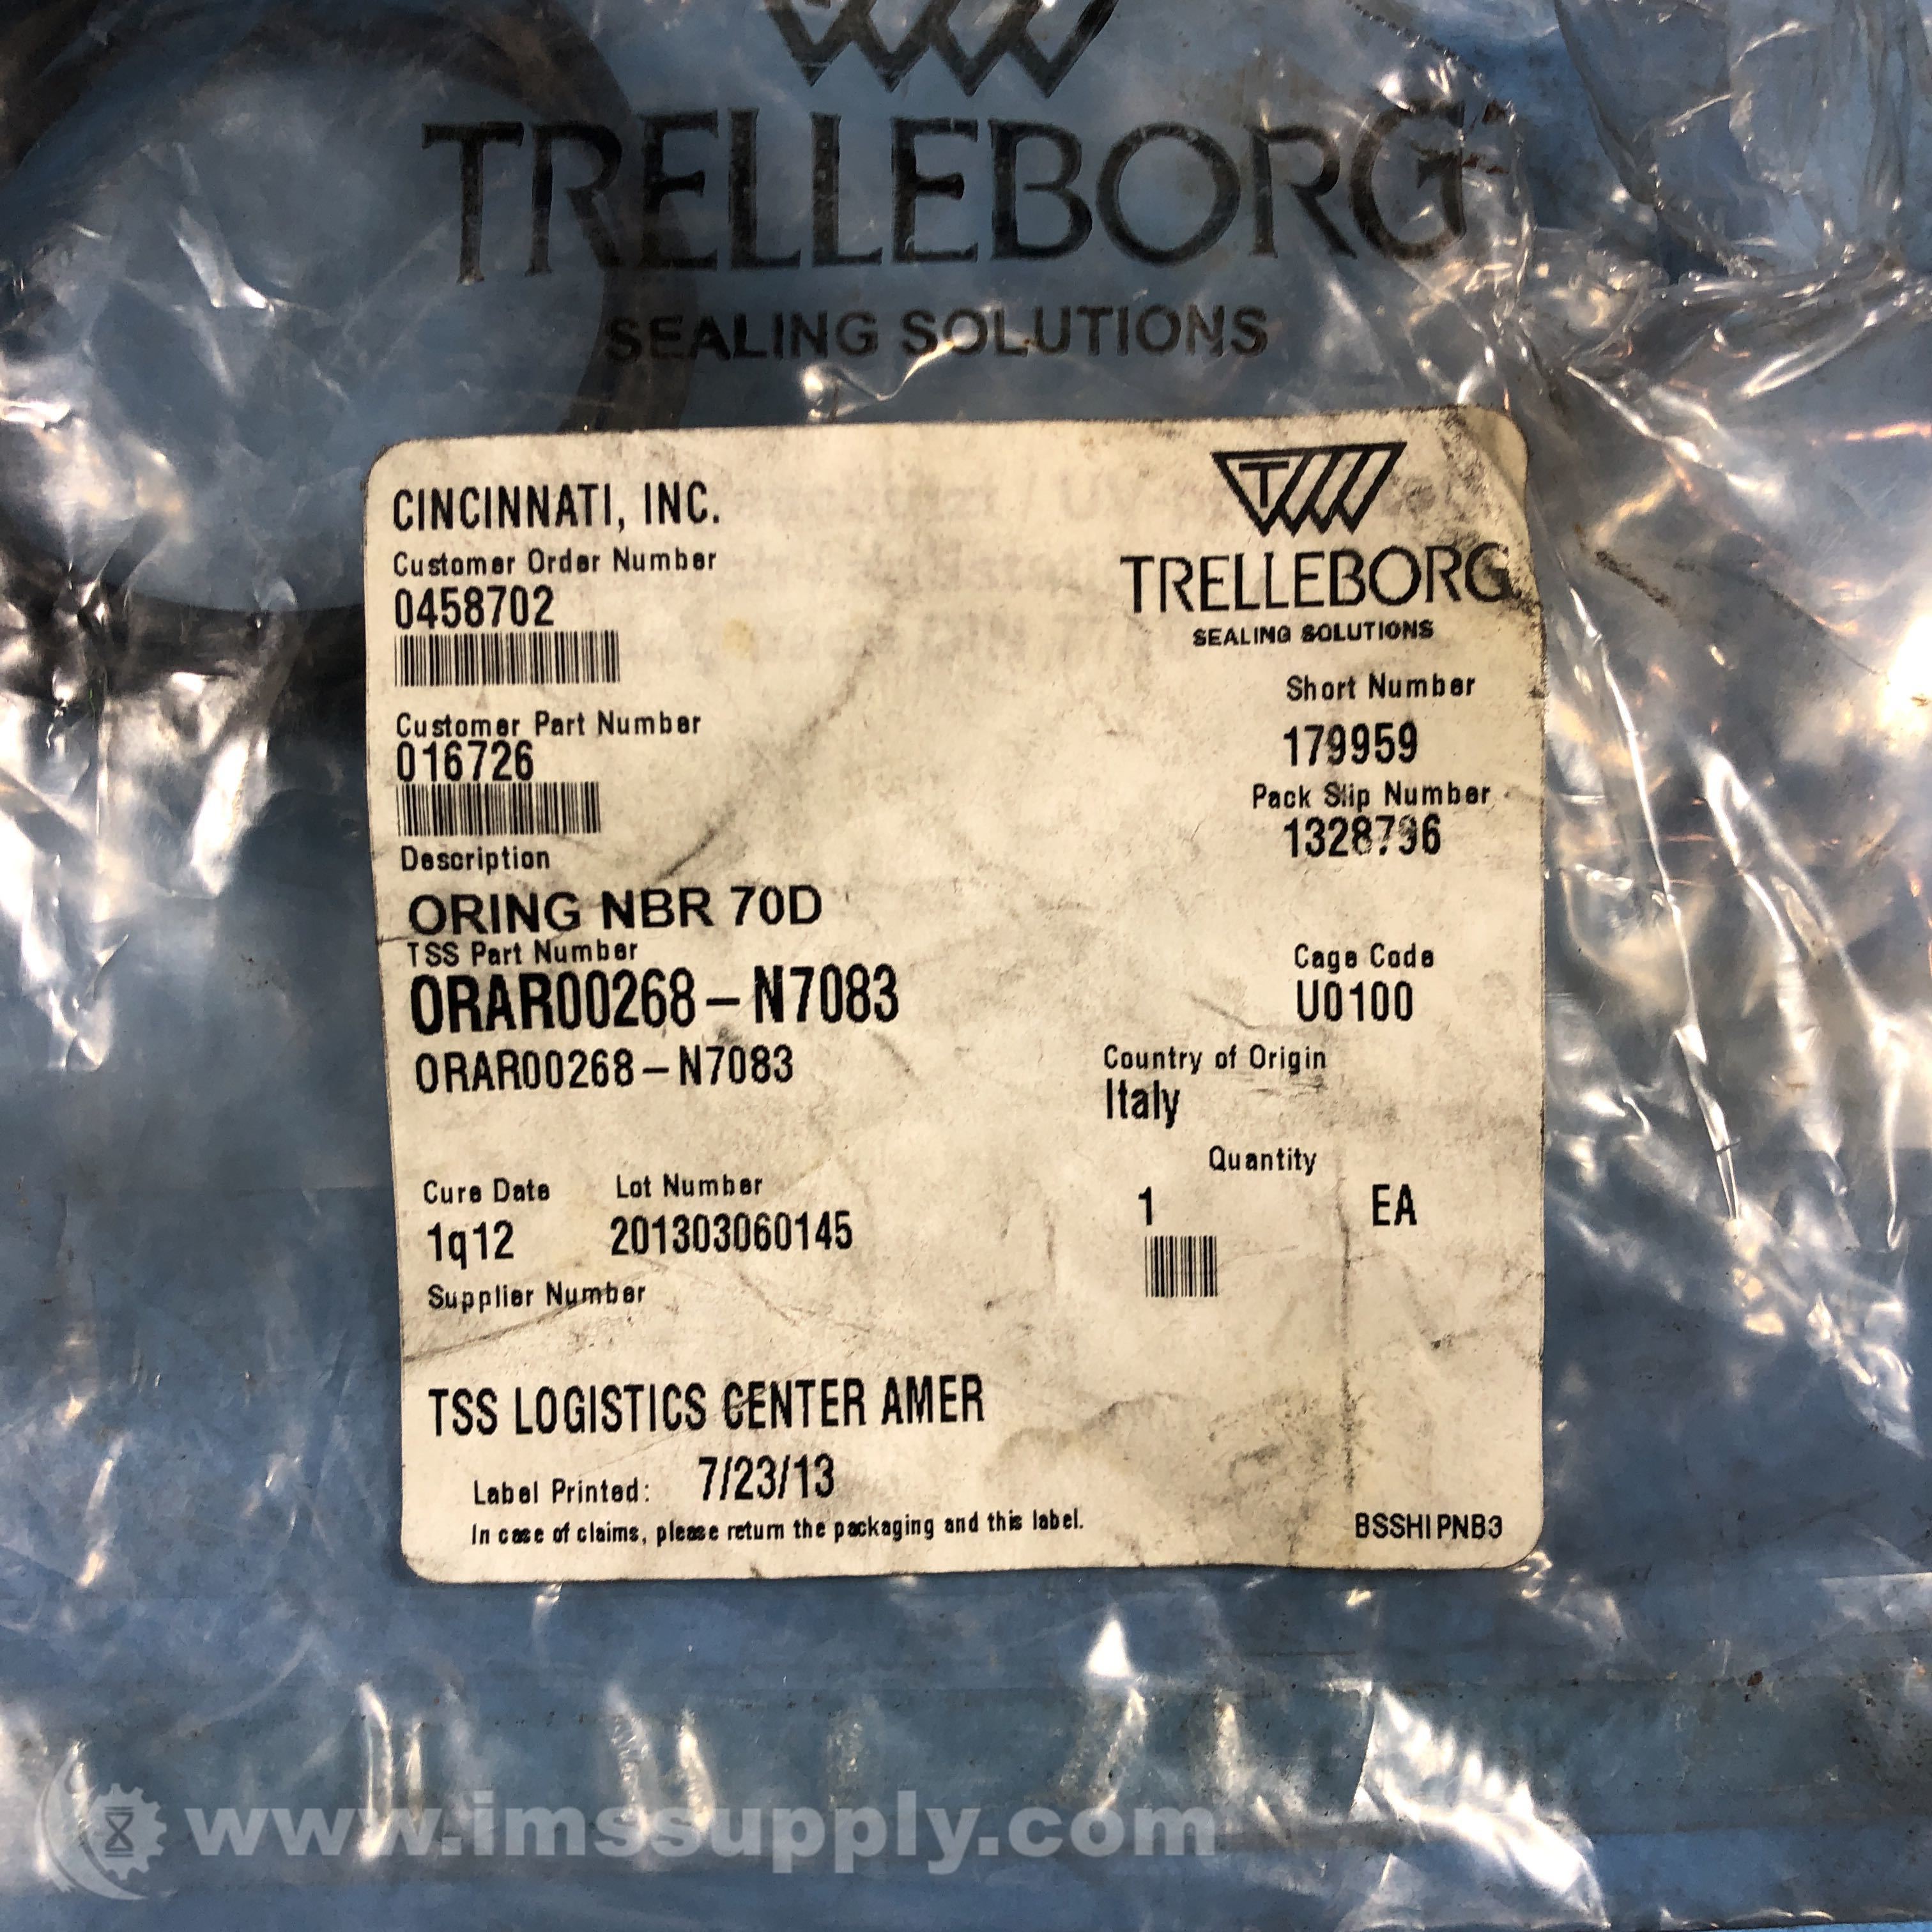 TRELLEBORG
SEALING SOLUTIONS
CINCINNATI, INC.
Customer Order Number
0458702
Customer Part Number
016726
Description
ORING NBR 70D
TSS Part Number
ORAR00268-N7083
ORAR00268-N7083
Cure Date Lot Number
1q12 201303060145
Supplier Number
TRELLEBORG
SEALING SOLUTIONS
Short Number
179959
Pack Slip Number
1328796
Cage Code
U0100
Country of Origin
Italy
Quantity
1 EA
TSS LOGISTICS CENTER AMER
Label Printed: 7/23/13
In case of claims, please return the packaging and this label.
BSSHIPNB3
www.imssupply.com